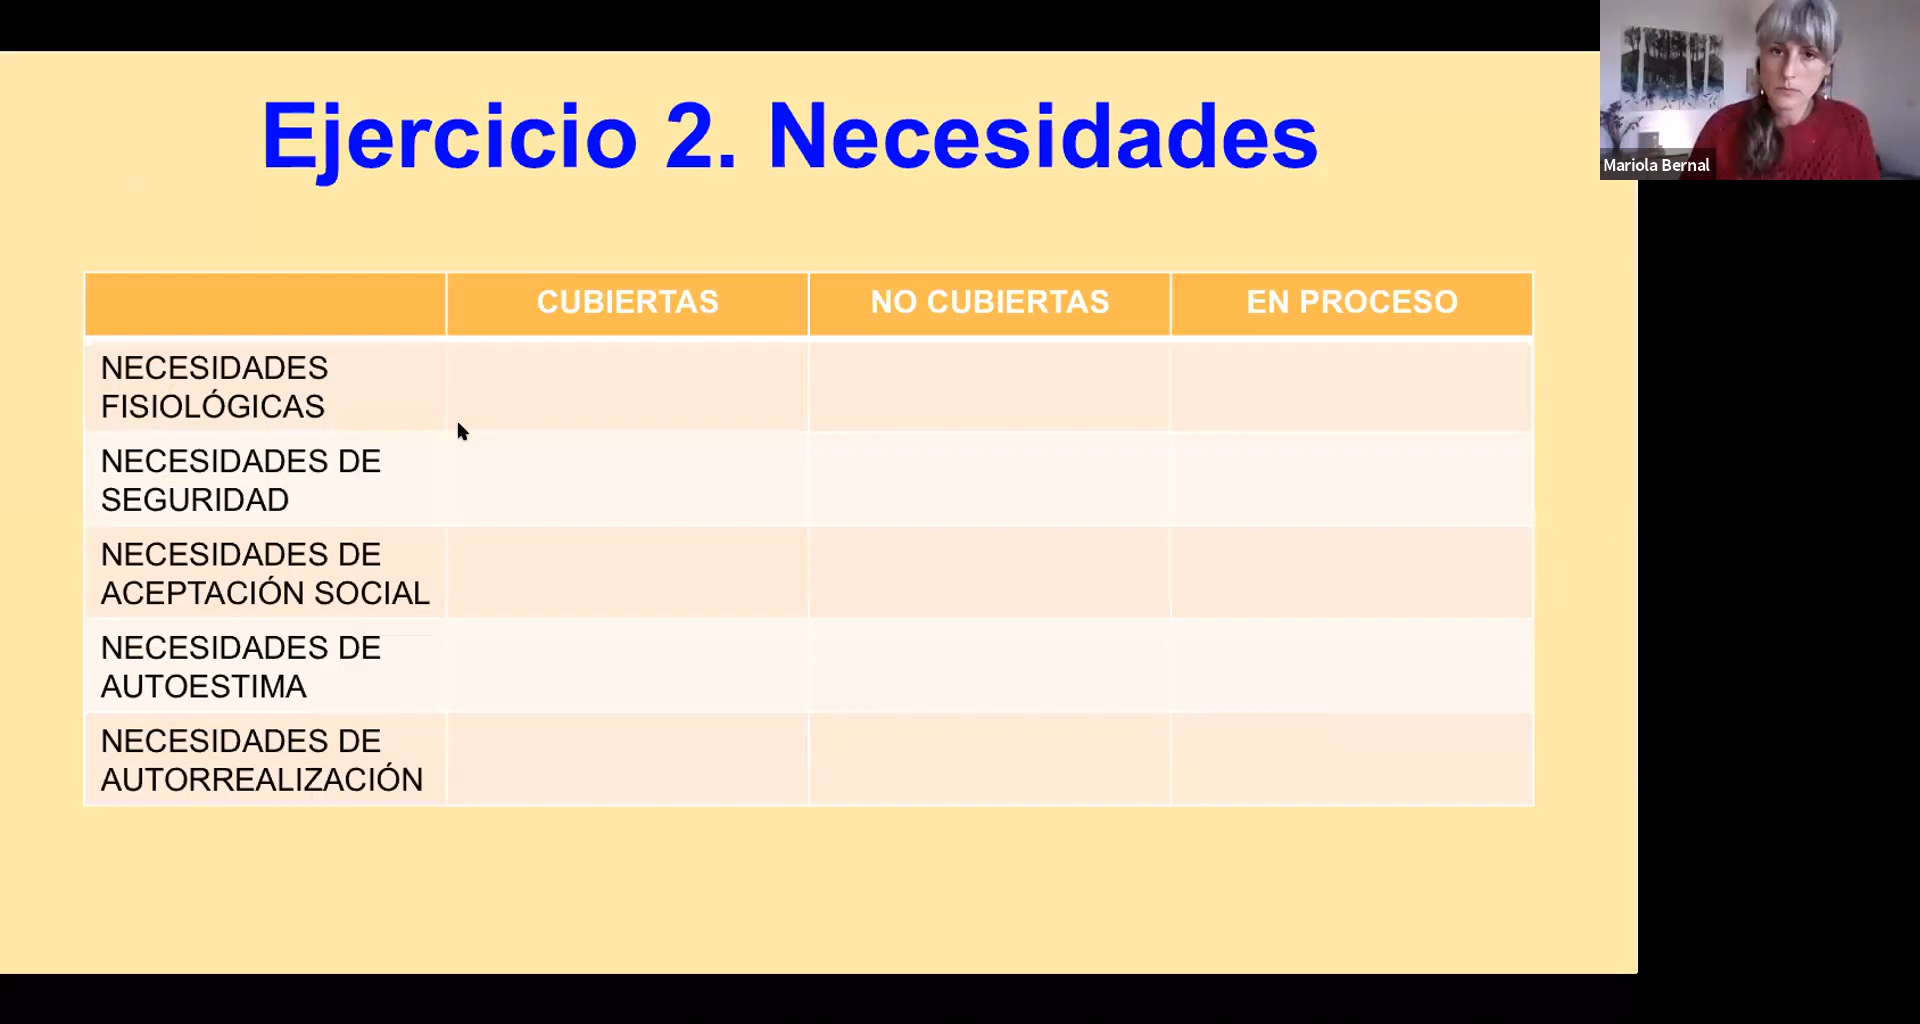 Ejercicio 2. Necesidades
Mariola Bernal
CUBIERTAS
NO CUBIERTAS
EN PROCESO
NECESIDADES
FISIOLÓGICAS
NECESIDADES DE
SEGURIDAD
NECESIDADES DE
ACEPTACIÓN SOCIAL
NECESIDADES DE
AUTOESTIMA
NECESIDADES DE
AUTORREALIZACIÓN